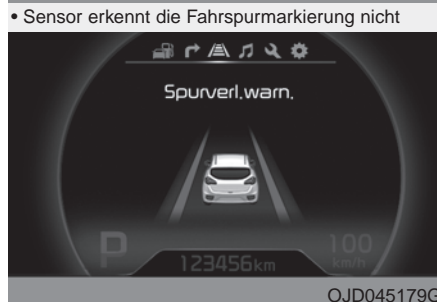 • Sensor erkennt die Fahrspurmarkierung nicht
Spurverl.warn.
P
100
km/h
123456km
OJD045179G